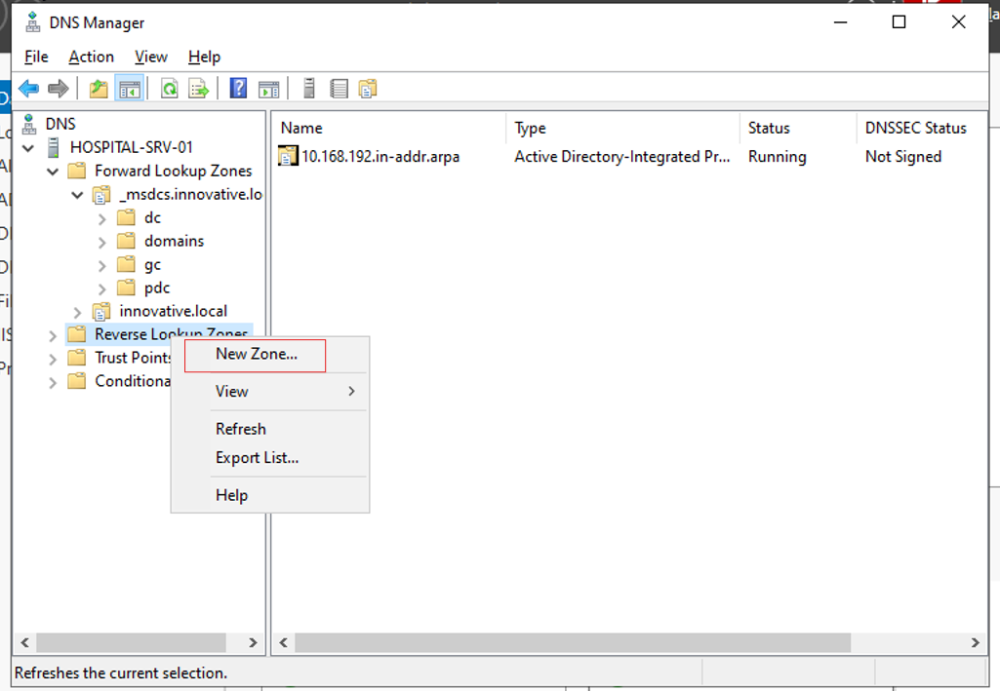 DNS Manager
File Action View Help
DNS
HOSPITAL-SRV-01
Forward Lookup Zones
_msdcs.innovative.lo
dc
domains
gc
pdc
innovative.local
Reverse Lookup Zones
Trust Points
Conditiona
New Zone...
View
Refresh
Export List...
Help
Name Type Status DNSSEC Status
10.168.192.in-addr.arpa Active Directory-Integrated Pr... Running Not Signed
Refreshes the current selection.